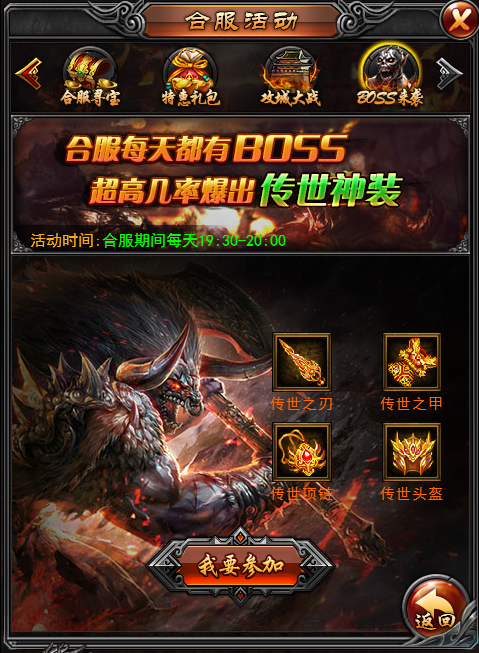 合服活动
合服寻宝 特惠礼包 攻城大战 BOSS来袭
合服每天都有BOSS
超高几率爆出传世神装
活动时间:合服期间每天19:30-20:00
传世之刃 传世之甲
传世项链 传世头盔
我要参加
返回